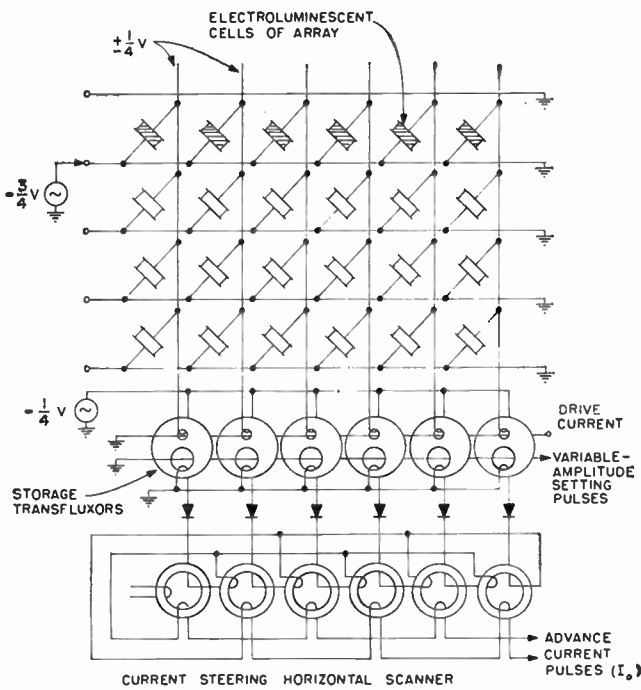 ELECTROLUMINESCENT
CELLS OF ARRAY
± 1/4 V
- 3/4 V
- 1/4 V
DRIVE
CURRENT
VARIABLE-
AMPLITUDE
SETTING
PULSES
STORAGE
TRANSFLUXORS
ADVANCE
CURRENT
PULSES (I₀)
CURRENT STEERING HORIZONTAL SCANNER